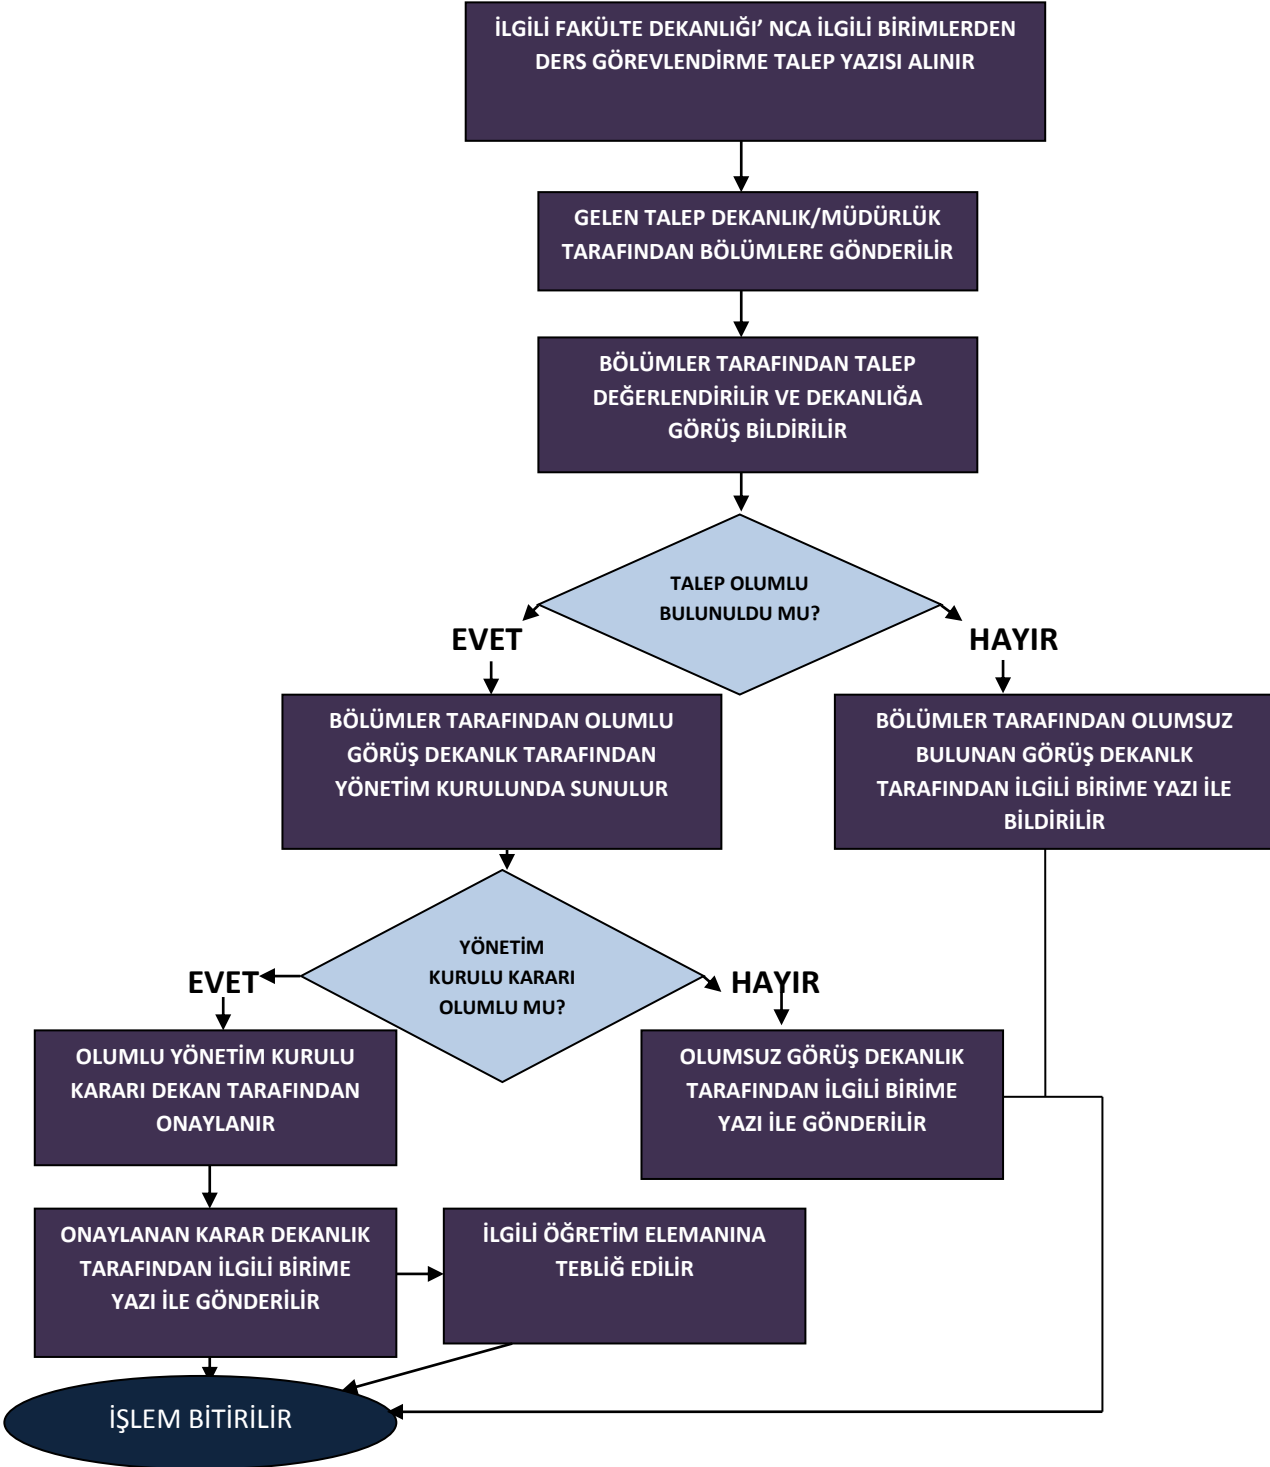 İLGİLİ FAKÜLTE DEKANLIĞI’ NCA İLGİLİ BİRİMLERDEN
DERS GÖREVLENDİRME TALEP YAZISI ALINIR
GELEN TALEP DEKANLIK/MÜDÜRLÜK
TARAFINDAN BÖLÜMLERE GÖNDERİLİR
BÖLÜMLER TARAFINDAN TALEP
DEĞERLENDİRİLİR VE DEKANLIĞA
GÖRÜŞ BİLDİRİLİR
TALEP OLUMLU
BULUNULDU MU?
EVET
HAYIR
BÖLÜMLER TARAFINDAN OLUMLU
GÖRÜŞ DEKANLK TARAFINDAN
YÖNETİM KURULUNDA SUNULUR
BÖLÜMLER TARAFINDAN OLUMSUZ
BULUNAN GÖRÜŞ DEKANLK
TARAFINDAN İLGİLİ BİRİME YAZI İLE
BİLDİRİLİR
YÖNETİM
KURULU KARARI
OLUMLU MU?
EVET
HAYIR
OLUMLU YÖNETİM KURULU
KARARI DEKAN TARAFINDAN
ONAYLANIR
OLUMSUZ GÖRÜŞ DEKANLIK
TARAFINDAN İLGİLİ BİRİME
YAZI İLE GÖNDERİLİR
ONAYLANAN KARAR DEKANLIK
TARAFINDAN İLGİLİ BİRİME
YAZI İLE GÖNDERİLİR
İLGİLİ ÖĞRETİM ELEMANINA
TEBLİĞ EDİLİR
İŞLEM BİTİRİLİR